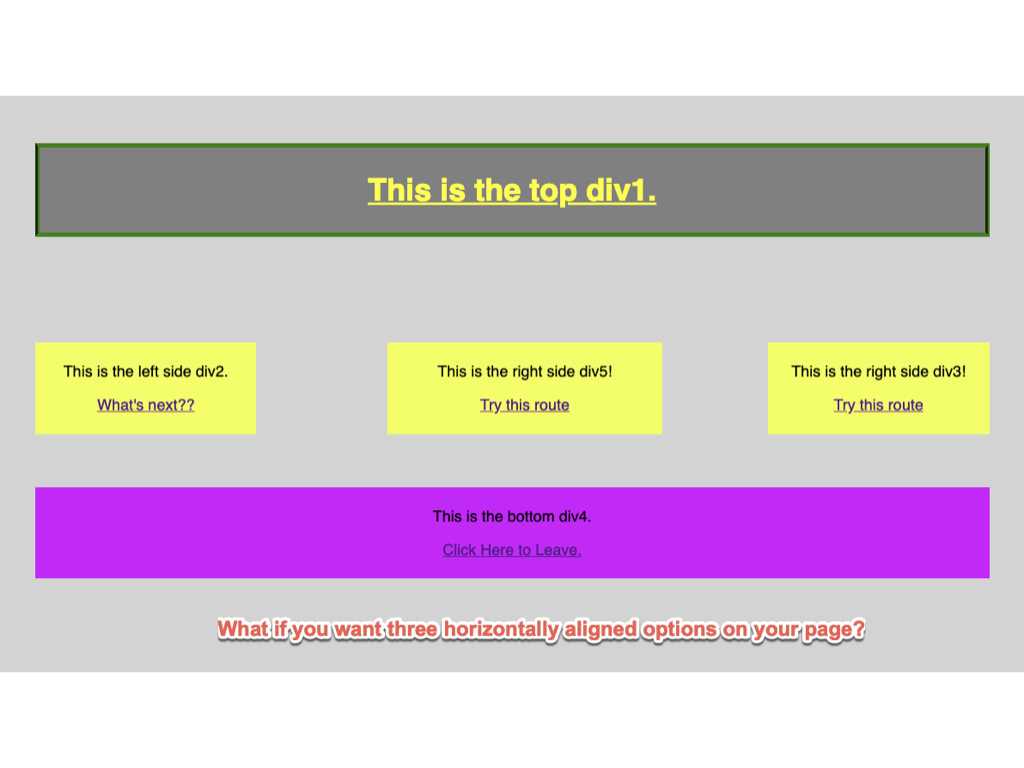 This is the top div1.
This is the left side div2.
What's next??
This is the right side div5!
Try this route
This is the right side div3!
Try this route
This is the bottom div4.
Click Here to Leave.
What if you want three horizontally aligned options on your page?